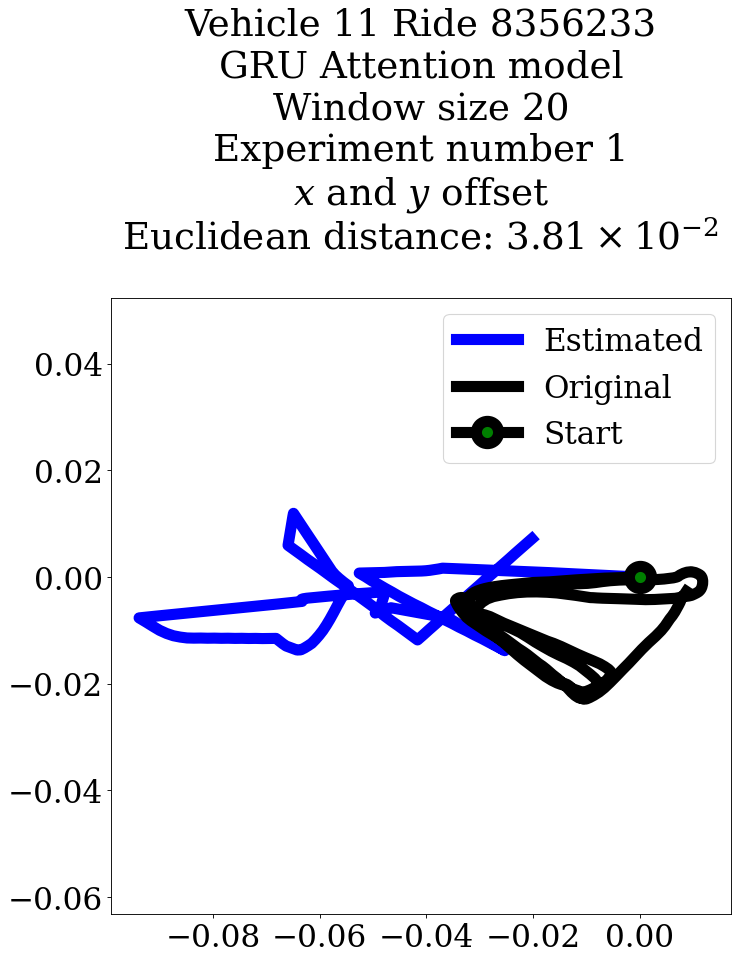 Vehicle 11 Ride 8356233
GRU Attention model
Window size 20
Experiment number 1
x and y offset
Euclidean distance: 3.81 × 10⁻²
Estimated
Original
Start
0.04
0.02
0.00
−0.02
−0.04
−0.06
−0.08 −0.06 −0.04 −0.02 0.00